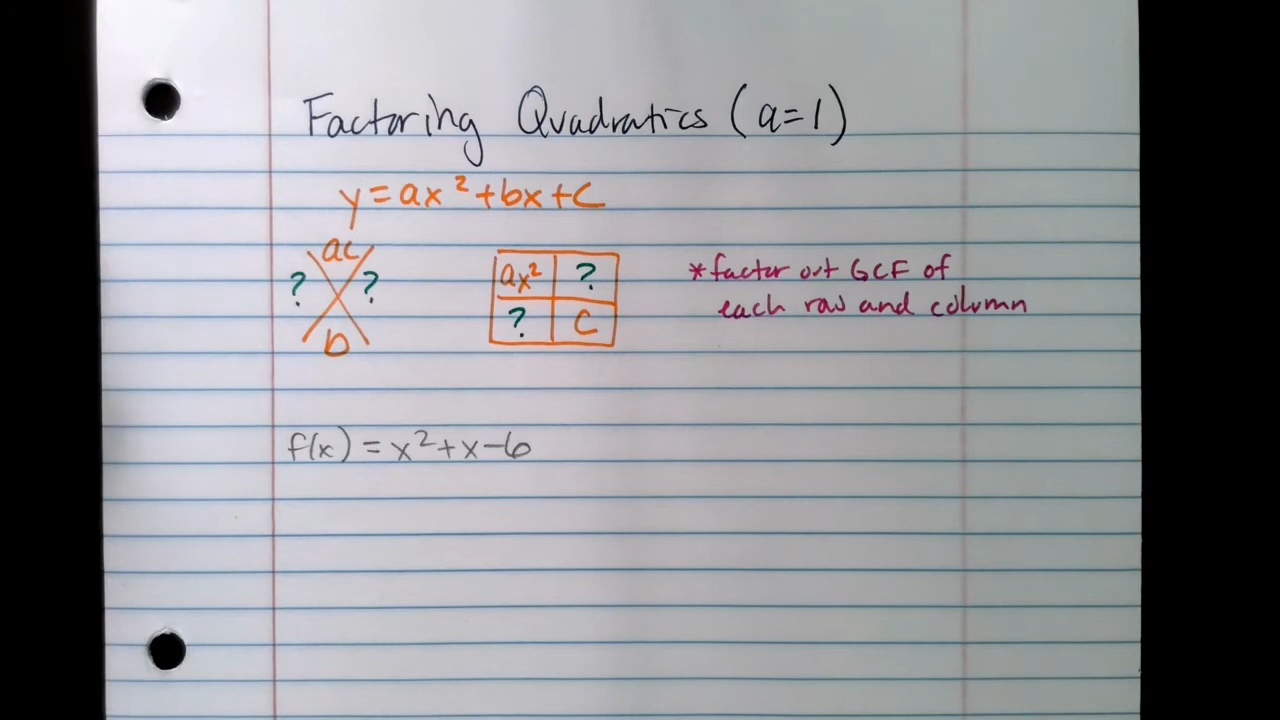 Factoring Quadratics (a=1)
y=ax²+bx+c
ac
? ?
b
ax² ?
? C
*factor out GCF of
each row and column
f(x) = x²+x-6